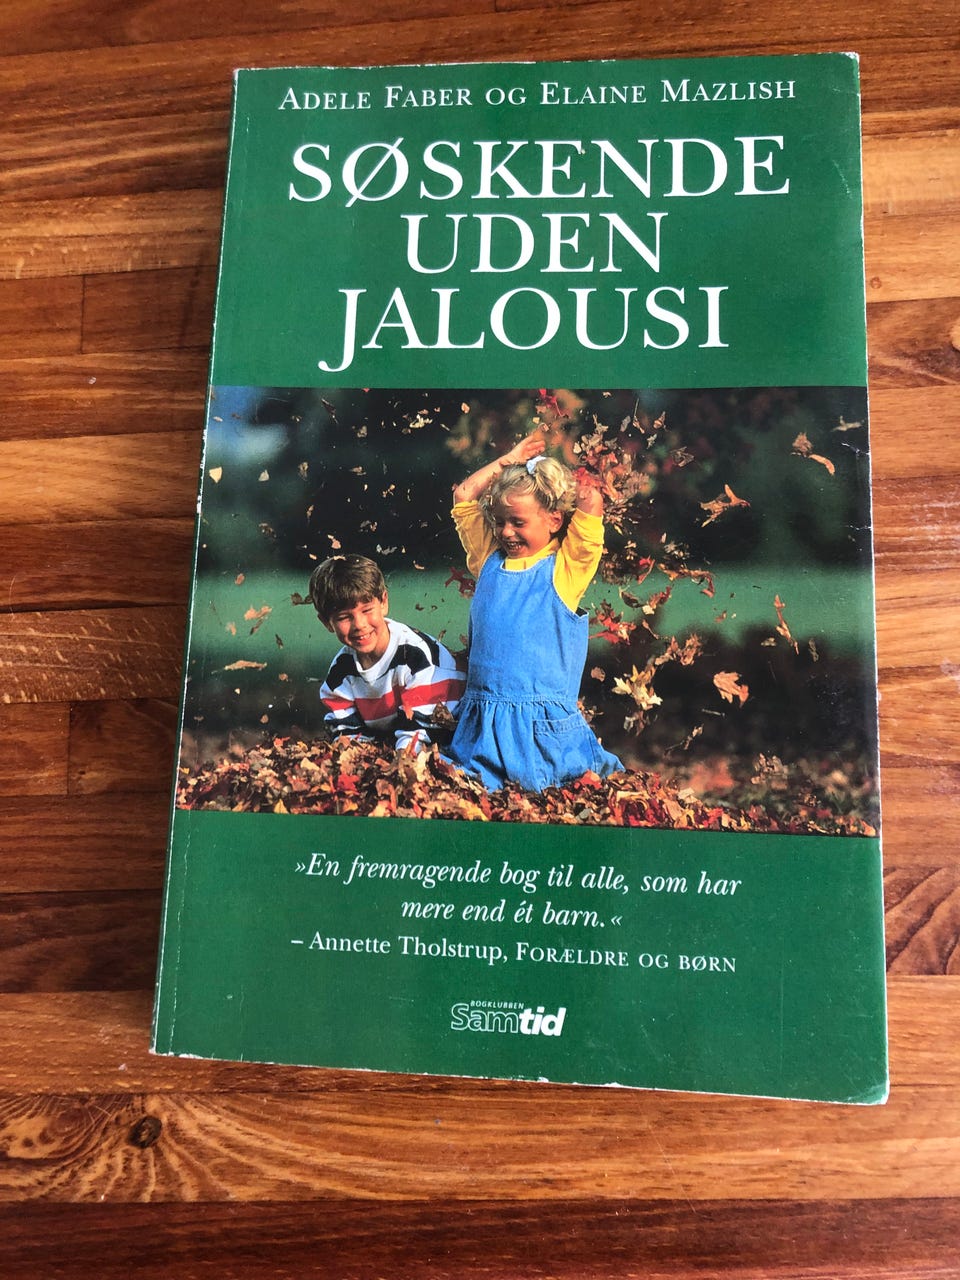 ADELE FABER OG ELAINE MAZLISH
SØSKENDE
UDEN
JALOUSI
»En fremragende bog til alle, som har
mere end ét barn.«
– Annette Tholstrup, FORÆLDRE OG BØRN
BOGKLUBBEN
Samtid